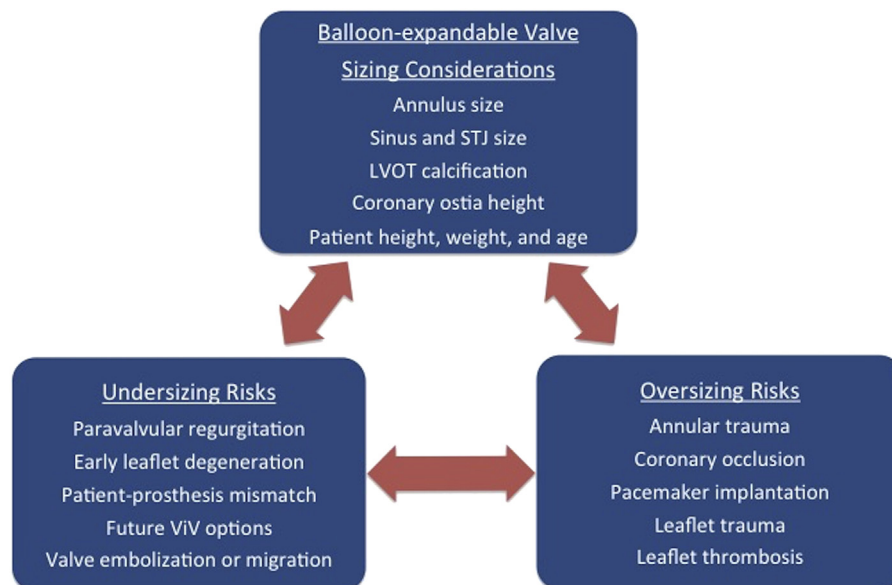 Balloon-expandable Valve
Sizing Considerations
Annulus size
Sinus and STJ size
LVOT calcification
Coronary ostia height
Patient height, weight, and age
Undersizing Risks
Paravalvular regurgitation
Early leaflet degeneration
Patient-prosthesis mismatch
Future ViV options
Valve embolization or migration
Oversizing Risks
Annular trauma
Coronary occlusion
Pacemaker implantation
Leaflet trauma
Leaflet thrombosis